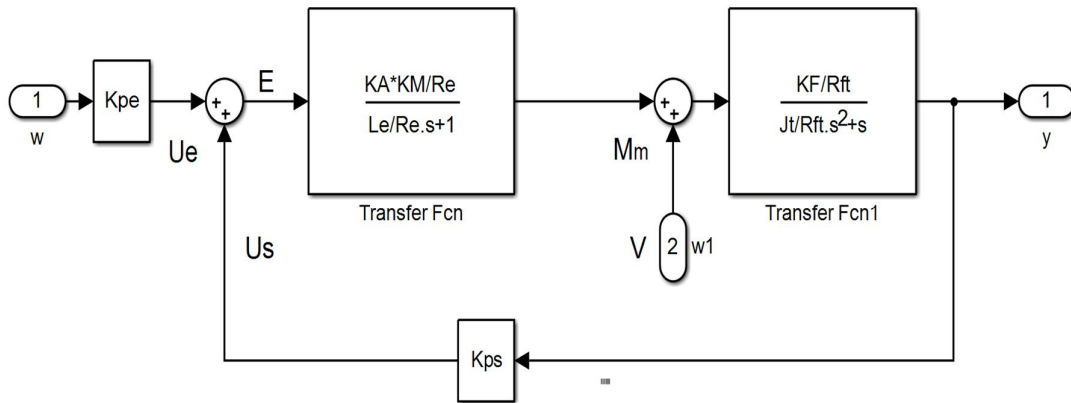 1
w
Kpe
Ue
+
+
E
KA*KM/Re
Le/Re.s+1
Transfer Fcn
Mm
+
+
V
2
w1
KF/Rft
Jt/Rft.s2+s
Transfer Fcn1
1
y
Us
Kps